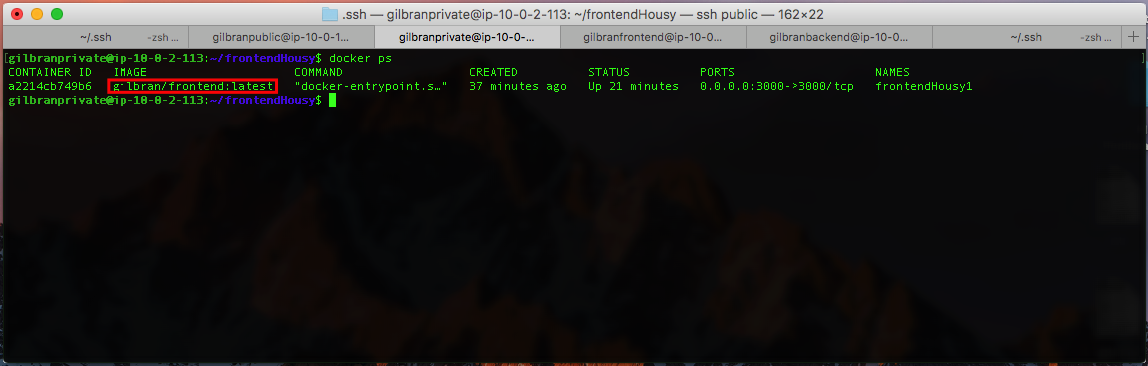 .ssh — gilbranprivate@ip-10-0-2-113: ~/frontendHousy — ssh public — 162×22
~/.ssh -zsh ... gilbranpublic@ip-10-0-1... gilbranprivate@ip-10-0-... gilbranfrontend@ip-10-0... gilbranbackend@ip-10-0... ~/.ssh -zsh ... +
[gilbranprivate@ip-10-0-2-113:~/frontendHousy$ docker ps ]
CONTAINER ID IMAGE COMMAND CREATED STATUS PORTS NAMES
a2214cb749b6 gilbran/frontend:latest "docker-entrypoint.s…" 37 minutes ago Up 21 minutes 0.0.0.0:3000->3000/tcp frontendHousy1
gilbranprivate@ip-10-0-2-113:~/frontendHousy$